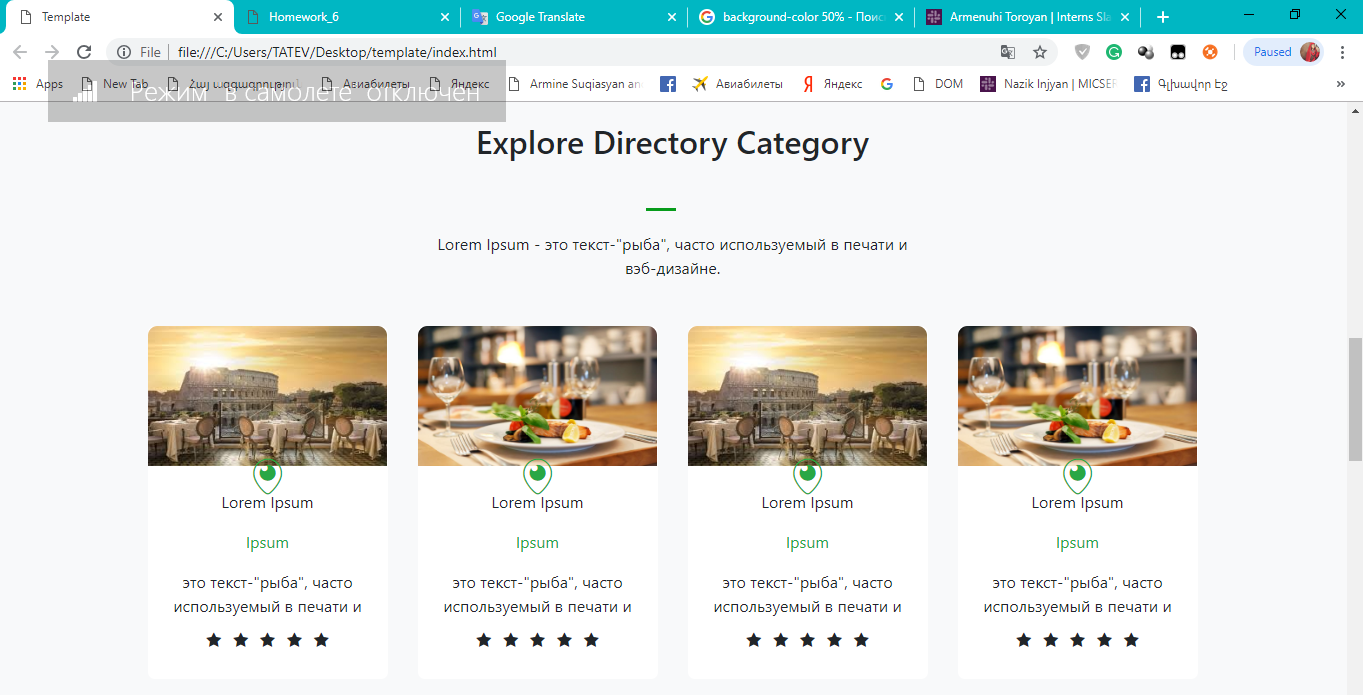 Template
Homework_6
Google Translate
background-color 50% - Поис
Armenuhi Toroyan | Interns Sla
File
file:///C:/Users/TATEV/Desktop/template/index.html
Paused
Apps
New Tab
Հայ ազգագրություն
Авиабилеты
Яндекс
Armine Suqiasyan an
Авиабилеты
Яндекс
DOM
Nazik Injyan | MICSEF
Գլխավոր էջ
»
Режим "в самолете" отключен
Explore Directory Category
Lorem Ipsum - это текст-"рыба", часто используемый в печати и
вэб-дизайне.
Lorem Ipsum
Ipsum
это текст-"рыба", часто
используемый в печати и
Lorem Ipsum
Ipsum
это текст-"рыба", часто
используемый в печати и
Lorem Ipsum
Ipsum
это текст-"рыба", часто
используемый в печати и
Lorem Ipsum
Ipsum
это текст-"рыба", часто
используемый в печати и